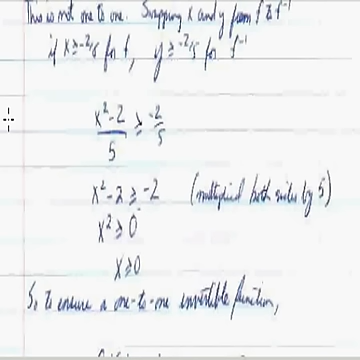 This is not one to one. Swapping x and y from f to f⁻¹
if x ≥ -2/5 for f, y ≥ -2/5 for f⁻¹
(x² - 2)/5 ≥ -2/5
x² - 2 ≥ -2 (multiplied both sides by 5)
x² ≥ 0
x ≥ 0
So to ensure a one-to-one invertible function,